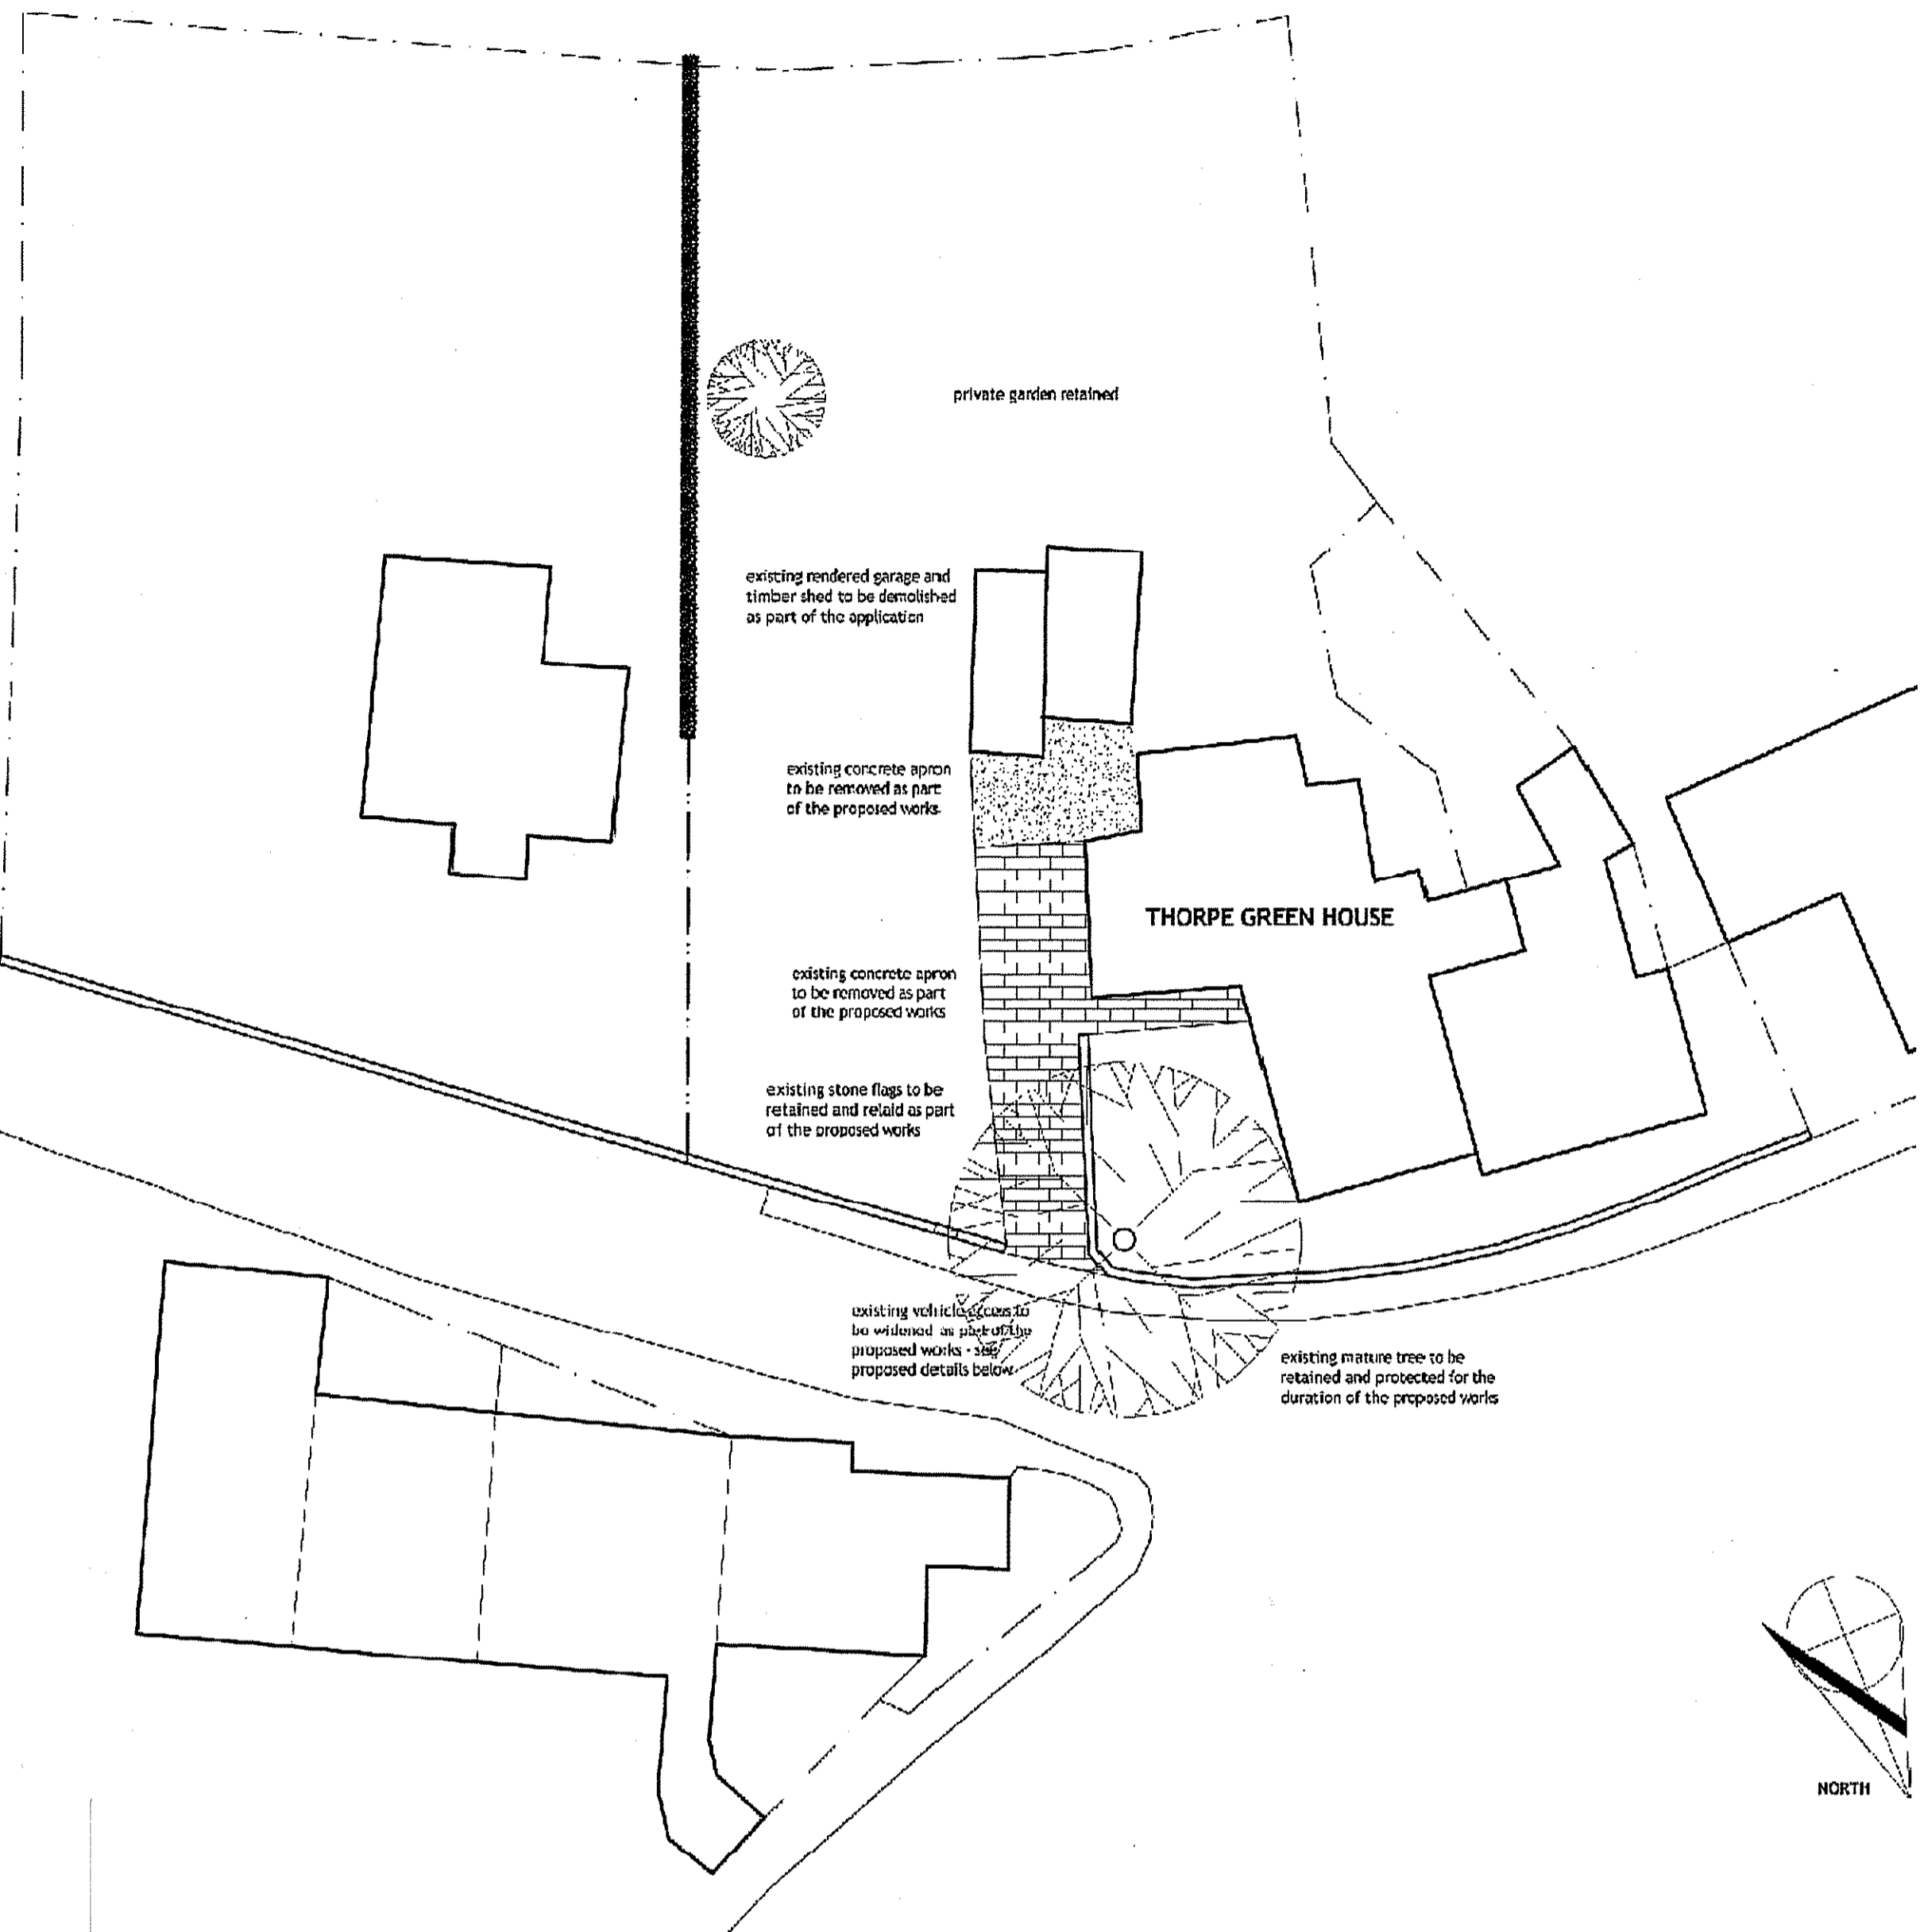 private garden retained
existing rendered garage and
timber shed to be demolished
as part of the application
existing concrete apron
to be removed as part
of the proposed works
THORPE GREEN HOUSE
existing concrete apron
to be removed as part
of the proposed works
existing stone flags to be
retained and relaid as part
of the proposed works
existing vehicle access to
be widened as part of the
proposed works - see
proposed details below
existing mature tree to be
retained and protected for the
duration of the proposed works
NORTH